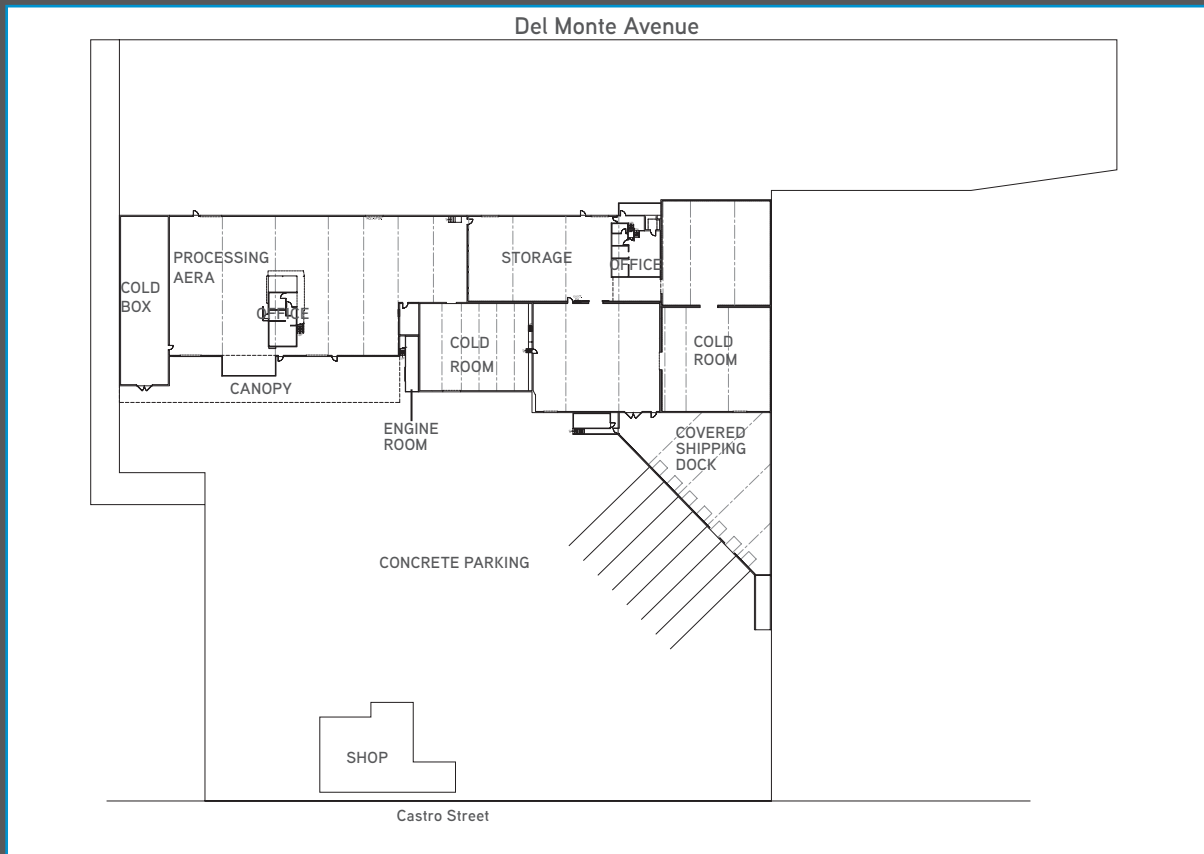 Del Monte Avenue
PROCESSING
AERA
STORAGE
OFFICE
COLD
BOX
OFFICE
COLD
ROOM
COLD
ROOM
CANOPY
ENGINE
ROOM
COVERED
SHIPPING
DOCK
CONCRETE PARKING
SHOP
Castro Street